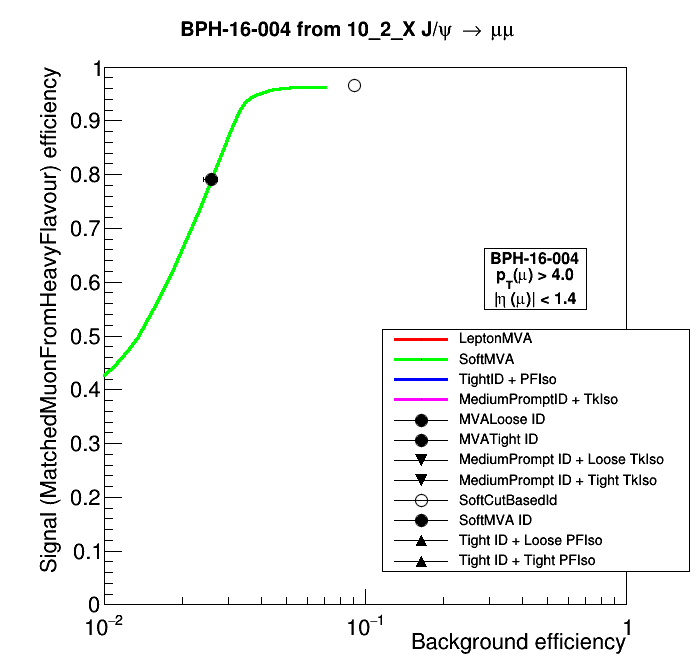 BPH-16-004 from 10_2_X J/ψ → μμ
Signal (MatchedMuonFromHeavyFlavour) efficiency
1
0.9
0.8
0.7
0.6
0.5
0.4
0.3
0.2
0.1
0
BPH-16-004
pT(μ) > 4.0
|η (μ)| < 1.4
LeptonMVA
SoftMVA
TightID + PFIso
MediumPromptID + TkIso
MVALoose ID
MVATight ID
MediumPrompt ID + Loose TkIso
MediumPrompt ID + Tight TkIso
SoftCutBasedId
SoftMVA ID
Tight ID + Loose PFIso
Tight ID + Tight PFIso
10−2 10−1 1
Background efficiency